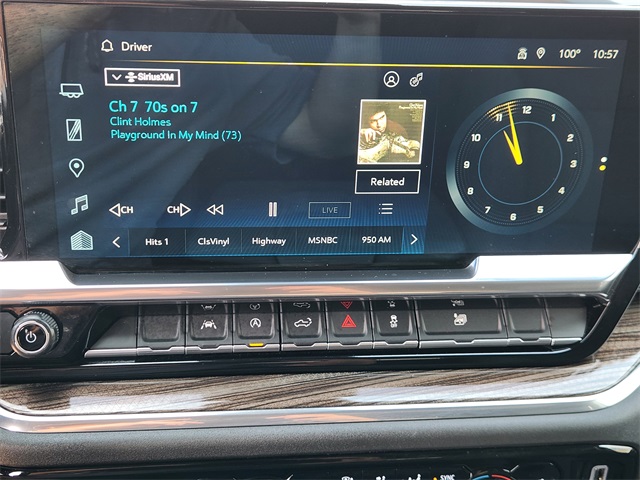 Driver
100° 10:57
SiriusXM
Ch 7 70s on 7
Clint Holmes
Playground In My Mind (73)
Related
◁CH CH▷
LIVE
Hits 1 ClsVinyl Highway MSNBC 950 AM
12
1
2
3
4
5
6
7
8
9
10
11
SYNC